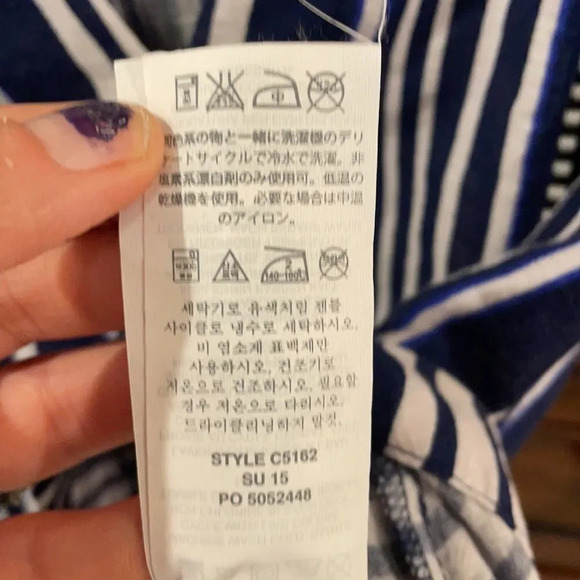 色系の物と一緒に洗濯機のデリ
ケートサイクルで冷水で洗濯。非
塩素系漂白剤のみ使用可。低温の
乾燥機を使用。必要な場合は中温
のアイロン。
세탁기로 유색처럼 젠틀
사이클로 냉수로 세탁하시오.
비 염소계 표백제만
사용하시오. 건조기로
저온으로 건조하시오. 필요할
경우 저온으로 다리시오.
드라이클리닝하지 말것.
STYLE C5162
SU 15
PO 5052448